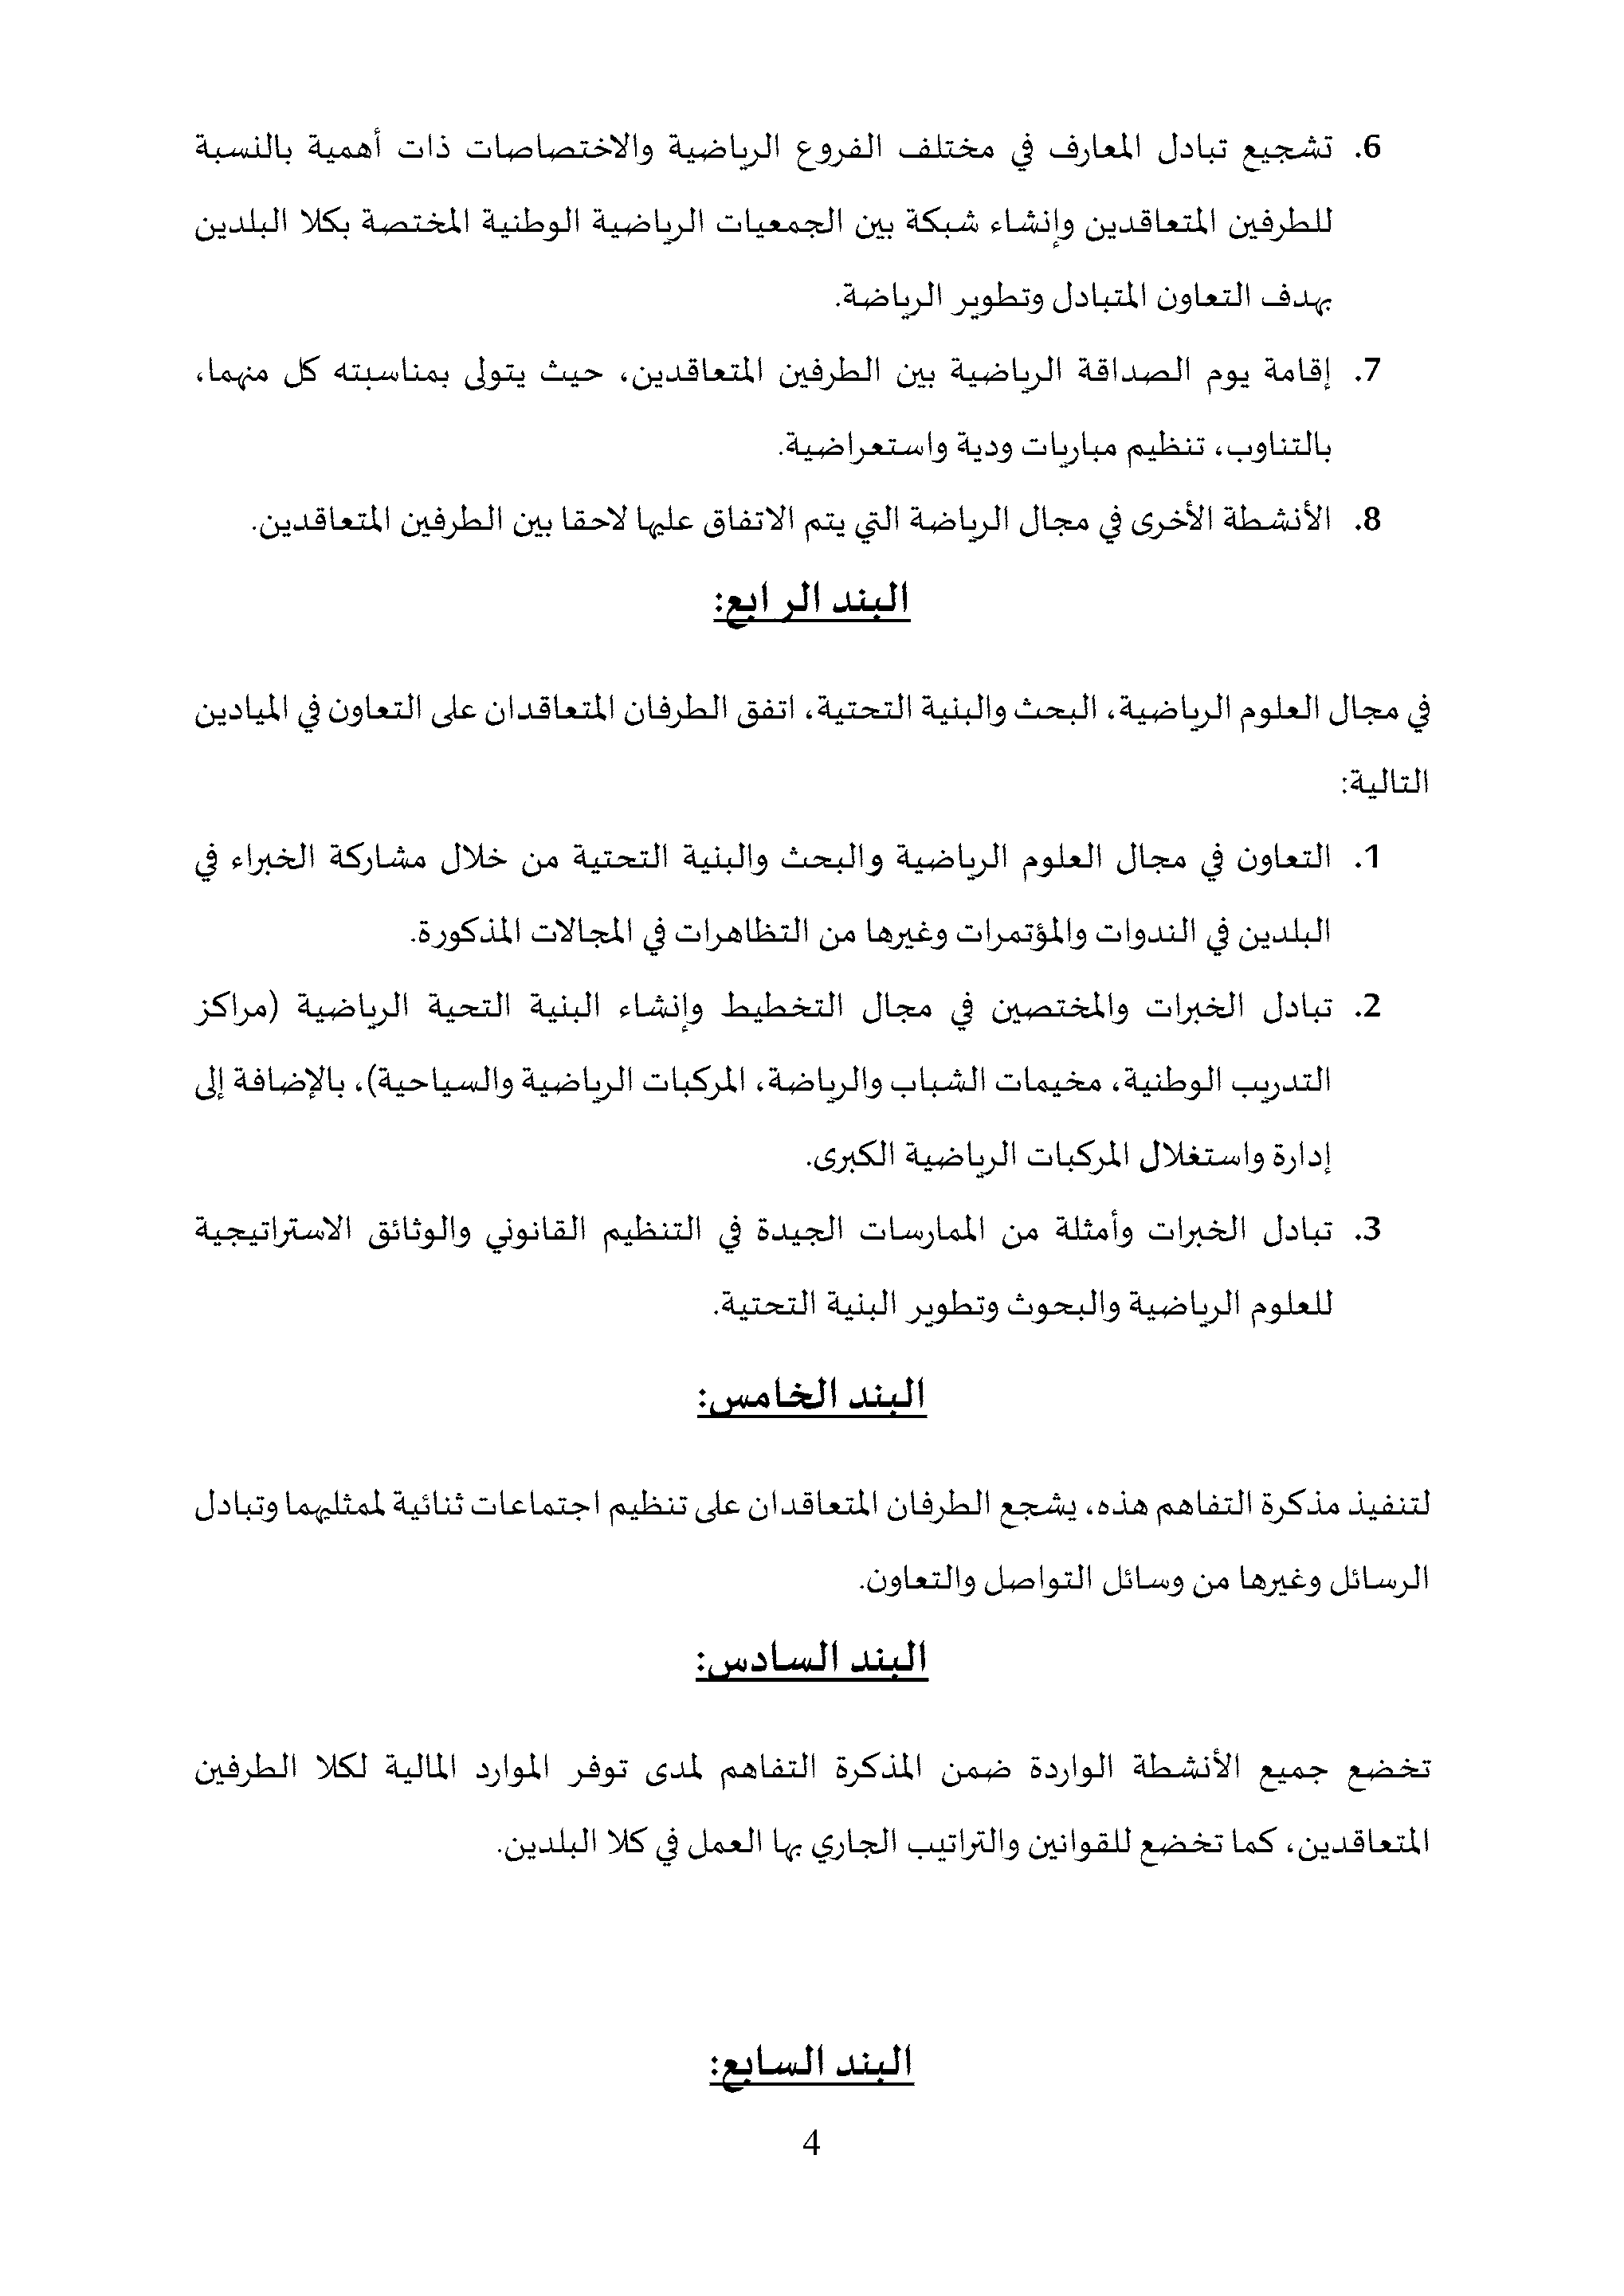 6. تشجيع تبادل المعارف في مختلف الفروع الرياضية والاختصاصات ذات أهمية بالنسبة
للطرفين المتعاقدين وإنشاء شبكة بين الجمعيات الرياضية الوطنية المختصة بكلا البلدين
بهدف التعاون المتبادل وتطوير الرياضة.
7. إقامة يوم الصداقة الرياضية بين الطرفين المتعاقدين، حيث يتولى بمناسبته كل منهما،
بالتناوب، تنظيم مباريات ودية واستعراضية.
8. الأنشطة الأخرى في مجال الرياضة التي يتم الاتفاق عليها لاحقا بين الطرفين المتعاقدين.
البند الرابع:
في مجال العلوم الرياضية، البحث والبنية التحتية، اتفق الطرفان المتعاقدان على التعاون في الميادين
التالية:
1. التعاون في مجال العلوم الرياضية والبحث والبنية التحتية من خلال مشاركة الخبراء في
البلدين في الندوات والمؤتمرات وغيرها من التظاهرات في المجالات المذكورة.
2. تبادل الخبرات والمختصين في مجال التخطيط وإنشاء البنية التحية الرياضية (مراكز
التدريب الوطنية، مخيمات الشباب والرياضة، المركبات الرياضية والسياحية)، بالإضافة إلى
إدارة واستغلال المركبات الرياضية الكبرى.
3. تبادل الخبرات وأمثلة من الممارسات الجيدة في التنظيم القانوني والوثائق الاستراتيجية
للعلوم الرياضية والبحوث وتطوير البنية التحتية.
البند الخامس:
لتنفيذ مذكرة التفاهم هذه، يشجع الطرفان المتعاقدان على تنظيم اجتماعات ثنائية لممثليهما وتبادل
الرسائل وغيرها من وسائل التواصل والتعاون.
البند السادس:
تخضع جميع الأنشطة الواردة ضمن المذكرة التفاهم لمدى توفر الموارد المالية لكلا الطرفين
المتعاقدين، كما تخضع للقوانين والتراتيب الجاري بها العمل في كلا البلدين.
البند السابع:
4